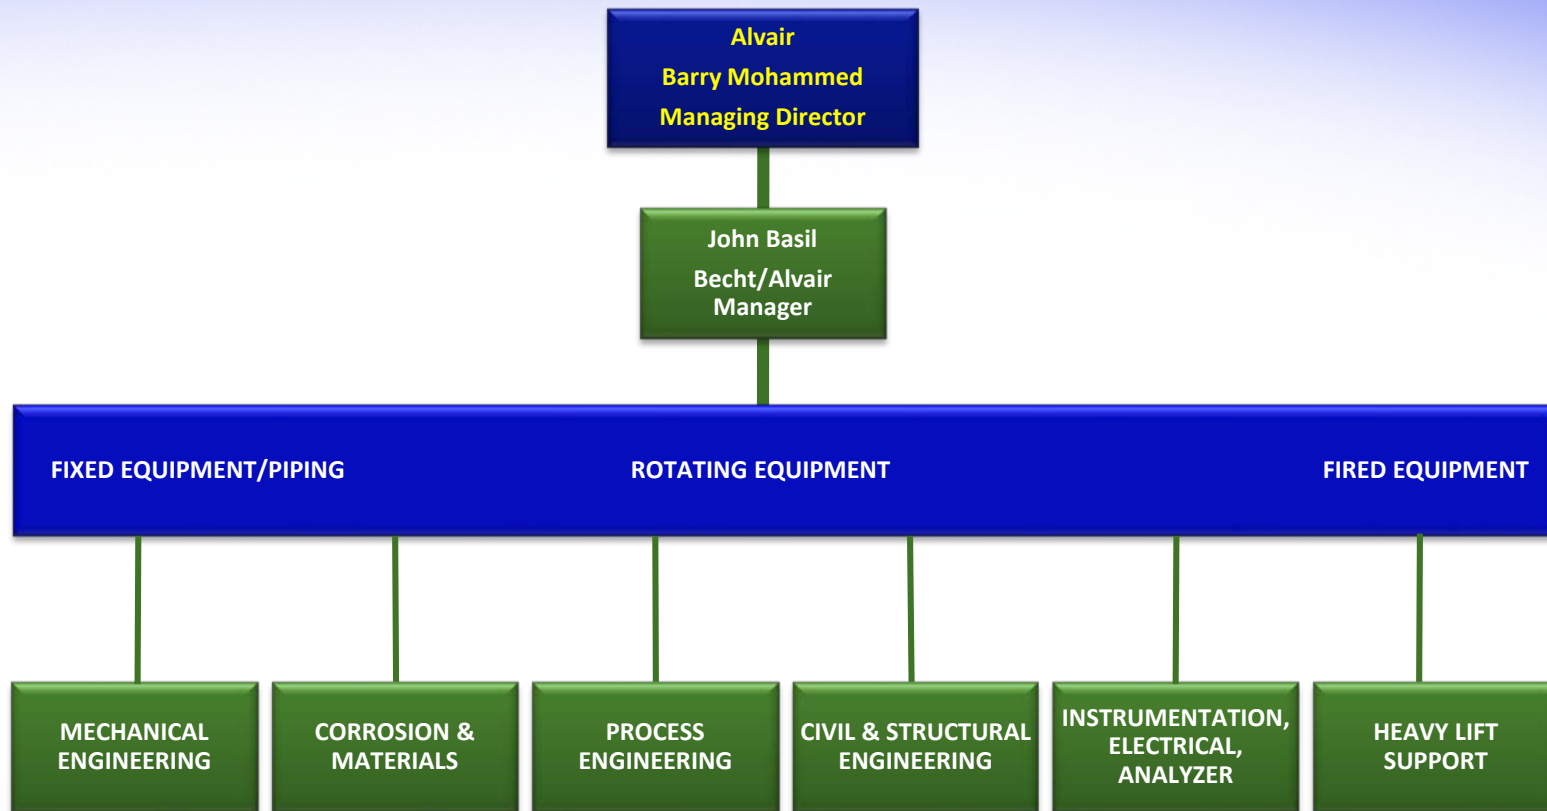 Alvair
Barry Mohammed
Managing Director
John Basil
Becht/Alvair
Manager
FIXED EQUIPMENT/PIPING
ROTATING EQUIPMENT
FIRED EQUIPMENT
MECHANICAL
ENGINEERING
CORROSION &
MATERIALS
PROCESS
ENGINEERING
CIVIL & STRUCTURAL
ENGINEERING
INSTRUMENTATION,
ELECTRICAL,
ANALYZER
HEAVY LIFT
SUPPORT